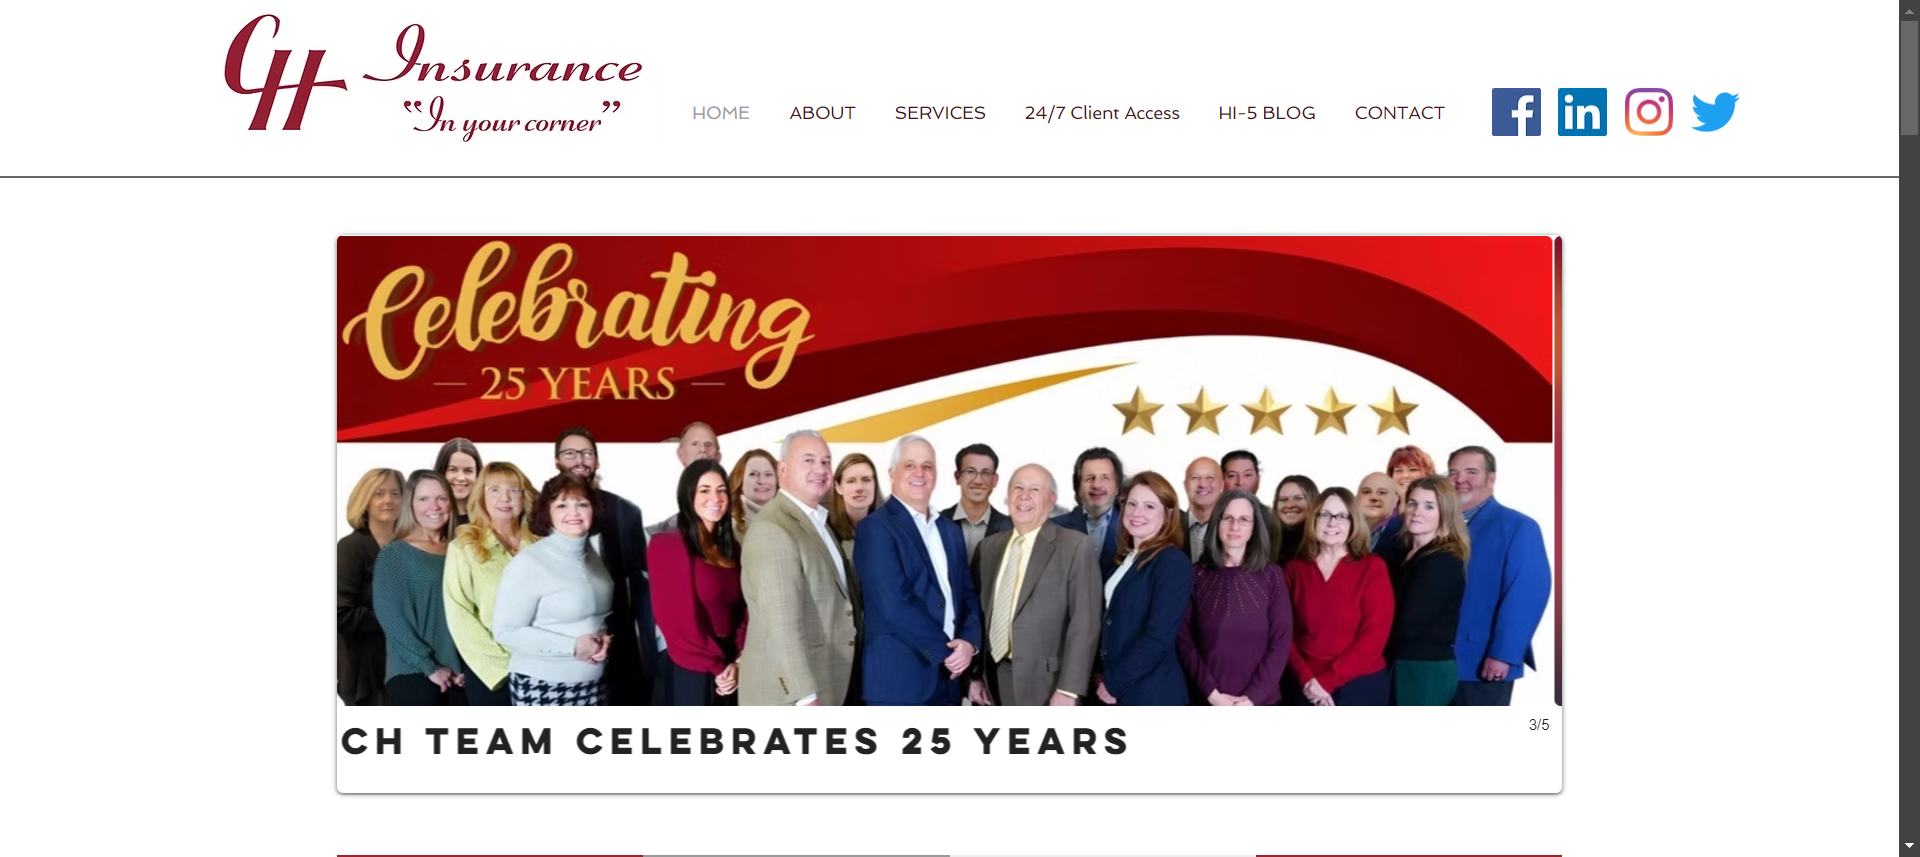 CH Insurance
"In your corner"
HOME ABOUT SERVICES 24/7 Client Access HI-5 BLOG CONTACT
f in
Celebrating
— 25 YEARS —
CH TEAM CELEBRATES 25 YEARS
3/5